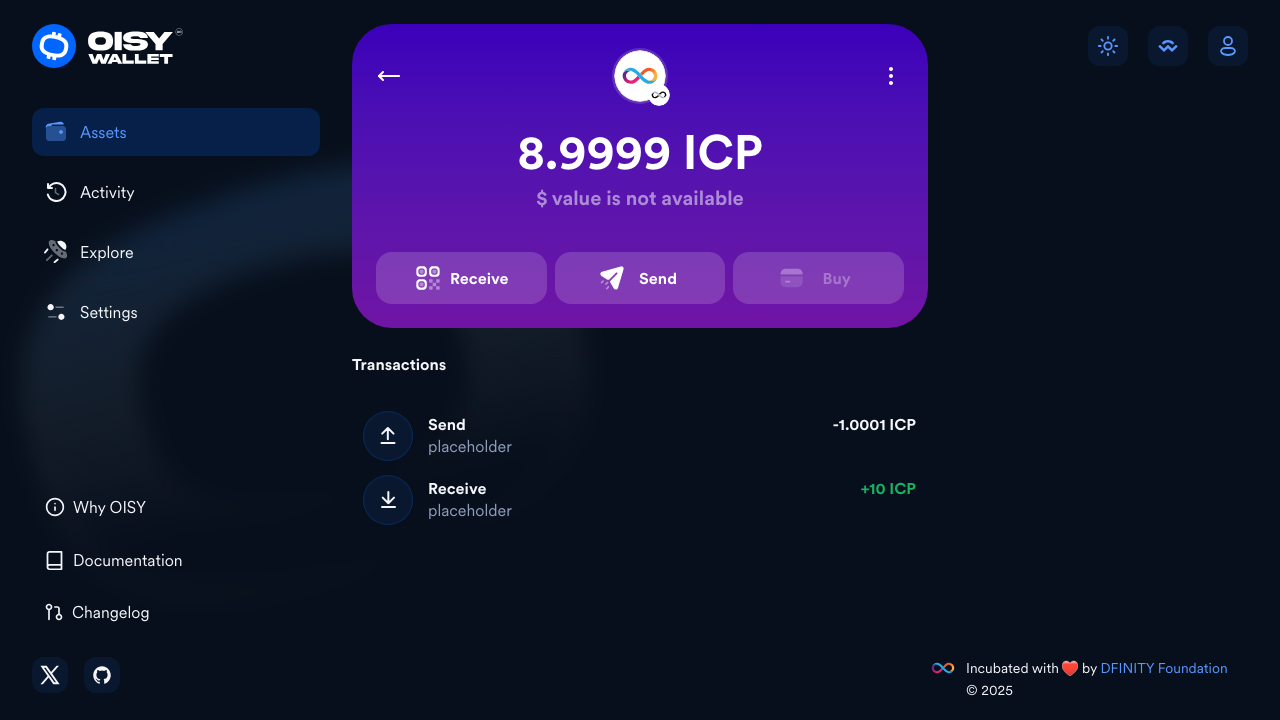 OISY
WALLET
Assets
Activity
Explore
Settings
Why OISY
Documentation
Changelog
8.9999 ICP
$ value is not available
Receive
Send
Buy
Transactions
Send
-1.0001 ICP
placeholder
Receive
+10 ICP
placeholder
Incubated with ❤️ by DFINITY Foundation
© 2025